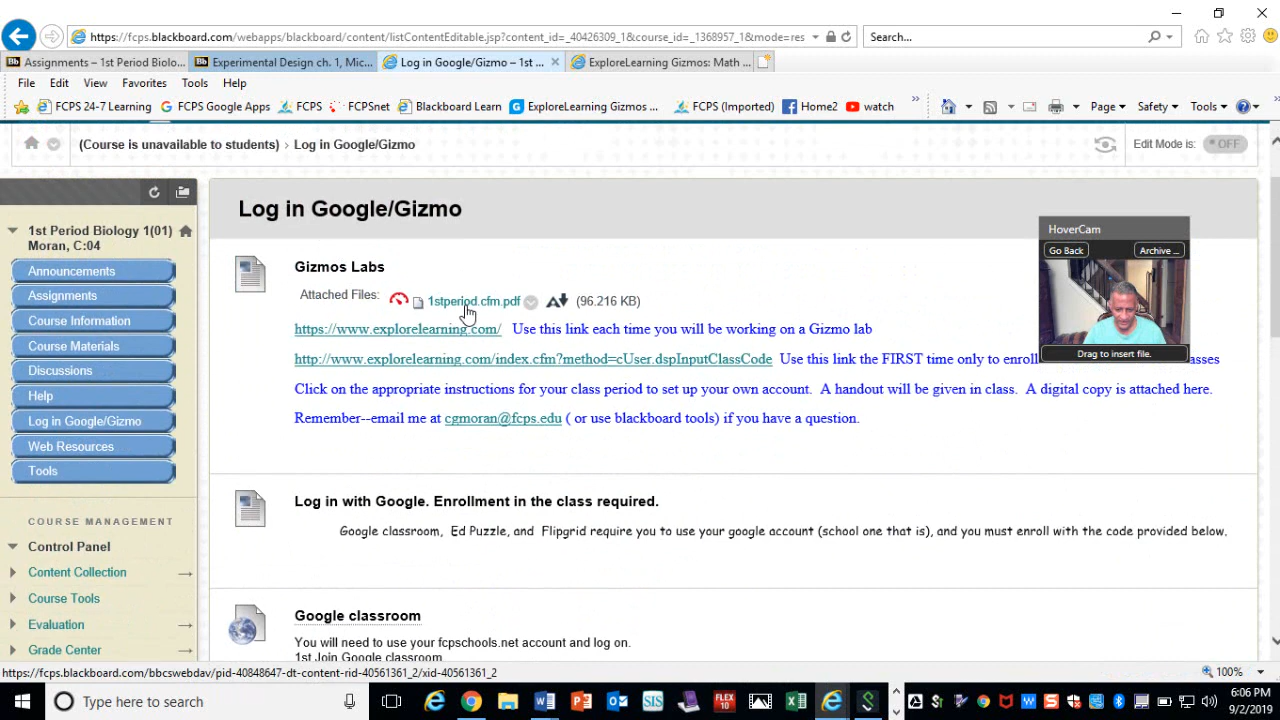 https://fcps.blackboard.com/webapps/blackboard/content/listContentEditable.jsp?content_id=_40426309_1&course_id=_1368957_1&mode=res
Search...
Assignments – 1st Period Biolo...
Experimental Design ch. 1, Mic...
Log in Google/Gizmo – 1st ...
ExploreLearning Gizmos: Math ...
File Edit View Favorites Tools Help
FCPS 24-7 Learning
FCPS Google Apps
FCPS
FCPSnet
Blackboard Learn
ExploreLearning Gizmos ...
FCPS (Imported)
Home2
watch
Page
Safety
Tools
(Course is unavailable to students) › Log in Google/Gizmo
Edit Mode is: OFF
1st Period Biology 1(01)
Moran, C:04
Announcements
Assignments
Course Information
Course Materials
Discussions
Help
Log in Google/Gizmo
Web Resources
Tools
COURSE MANAGEMENT
Control Panel
Content Collection
Course Tools
Evaluation
Grade Center
Log in Google/Gizmo
Gizmos Labs
Attached Files: 1stperiod.cfm.pdf (96.216 KB)
https://www.explorelearning.com/ Use this link each time you will be working on a Gizmo lab
http://www.explorelearning.com/index.cfm?method=cUser.dspInputClassCode Use this link the FIRST time only to enroll asses
Click on the appropriate instructions for your class period to set up your own account. A handout will be given in class. A digital copy is attached here.
Remember--email me at cgmoran@fcps.edu ( or use blackboard tools) if you have a question.
HoverCam
Go Back
Archive ...
Drag to insert file.
Log in with Google. Enrollment in the class required.
Google classroom, Ed Puzzle, and Flipgrid require you to use your google account (school one that is), and you must enroll with the code provided below.
Google classroom
You will need to use your fcpschools.net account and log on.
1st Join Google classroom
https://fcps.blackboard.com/bbcswebdav/pid-40848647-dt-content-rid-40561361_2/xid-40561361_2
100%
Type here to search
6:06 PM
9/2/2019